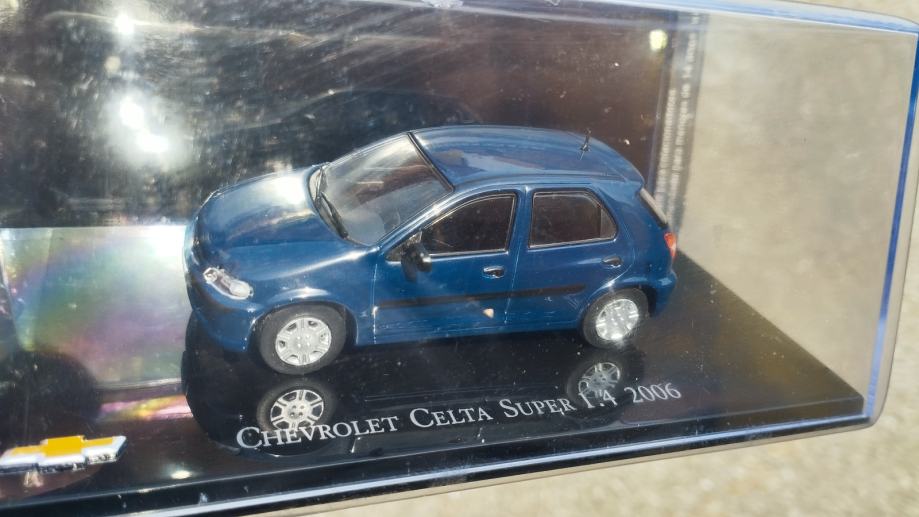 CHEVROLET CELTA SUPER 1.4 2006